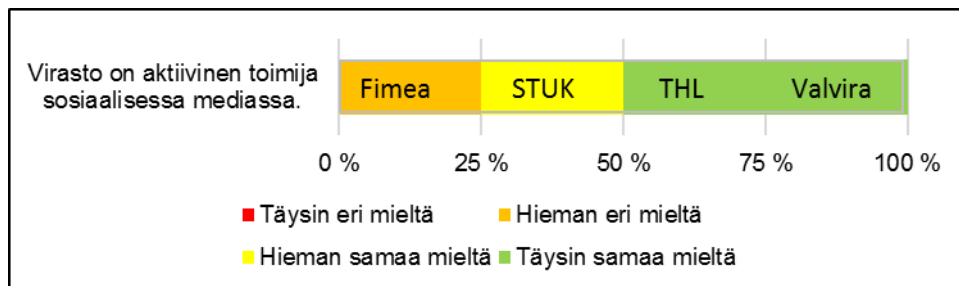 Virasto on aktiivinen toimija
sosiaalisessa mediassa.
Fimea STUK THL Valvira
0 % 25 % 50 % 75 % 100 %
Täysin eri mieltä Hieman eri mieltä
Hieman samaa mieltä Täysin samaa mieltä